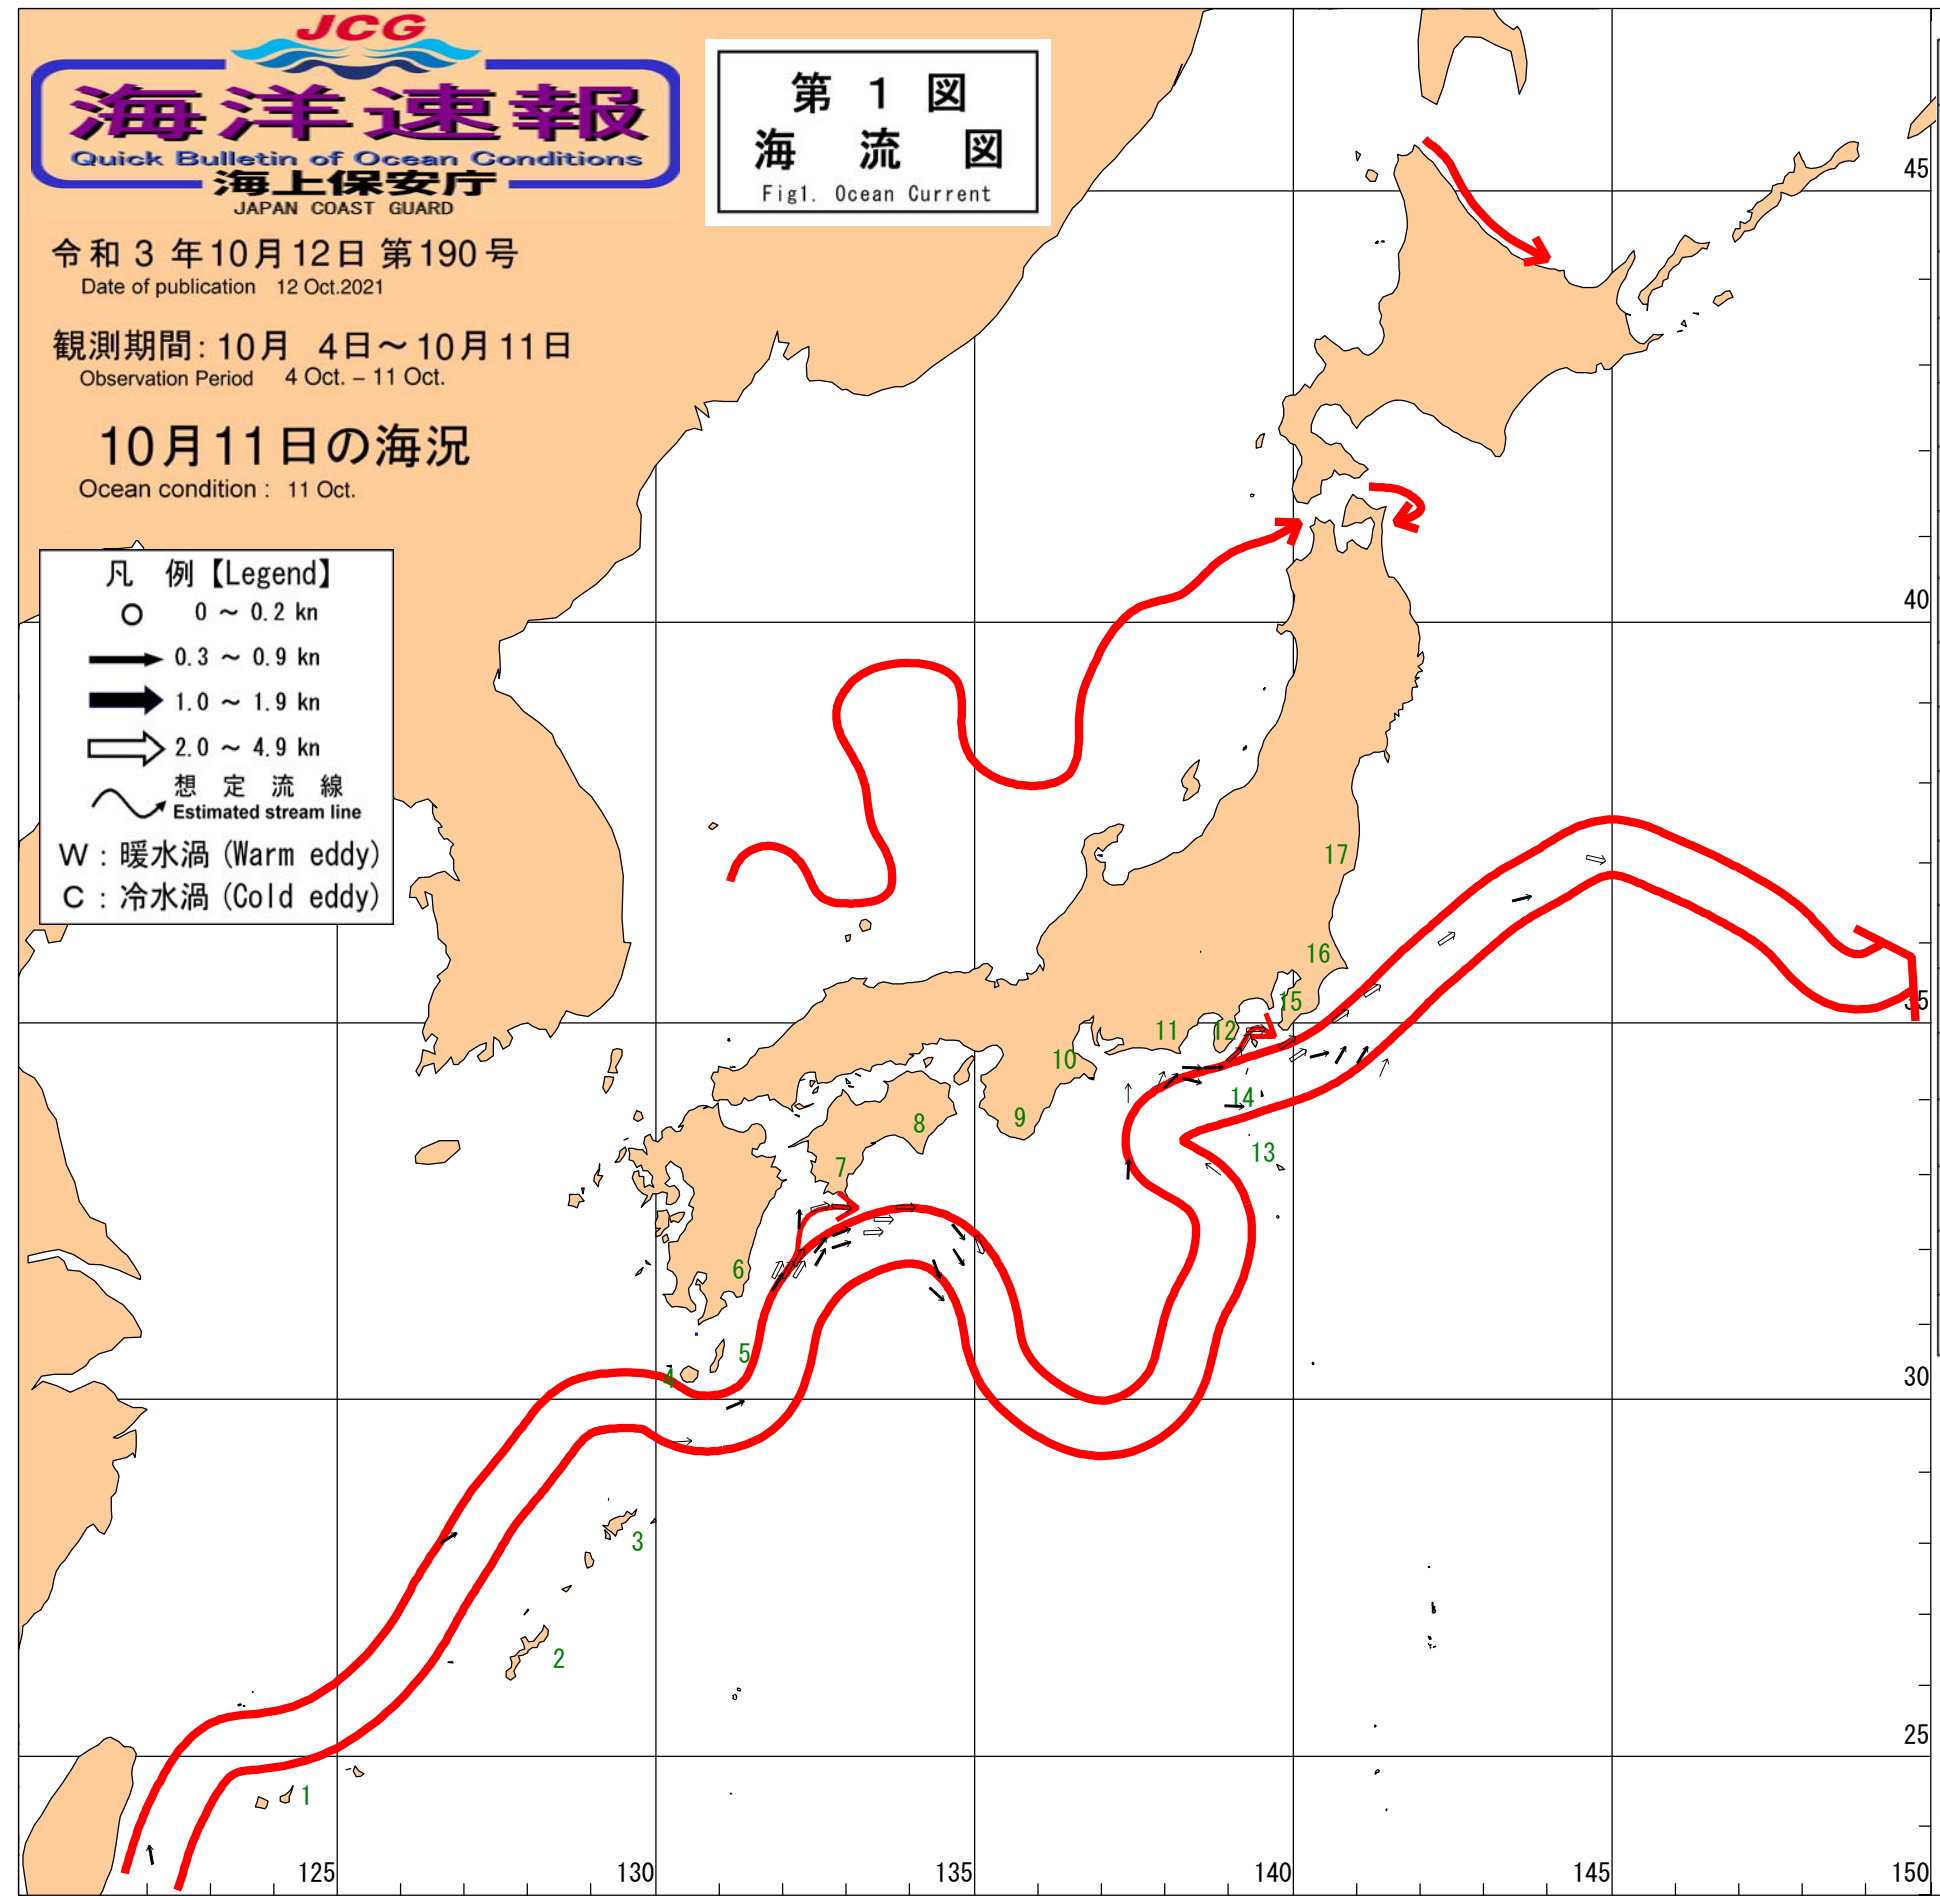 JCG
海洋速報
Quick Bulletin of Ocean Conditions
海上保安庁
JAPAN COAST GUARD
令和 3 年10月12日 第190号
Date of publication 12 Oct.2021
観測期間: 10月 4日～10月11日
Observation Period 4 Oct. – 11 Oct.
10月11日の海況
Ocean condition : 11 Oct.
第 1 図
海 流 図
Fig1. Ocean Current
凡 例【Legend】
0 ～ 0.2 kn
0.3 ～ 0.9 kn
1.0 ～ 1.9 kn
2.0 ～ 4.9 kn
想 定 流 線
Estimated stream line
W : 暖水渦 (Warm eddy)
C : 冷水渦 (Cold eddy)
45
40
35
30
25
125
130
135
140
145
150
17
16
15
12
11
10
14
9
8
13
7
6
5
4
3
2
1